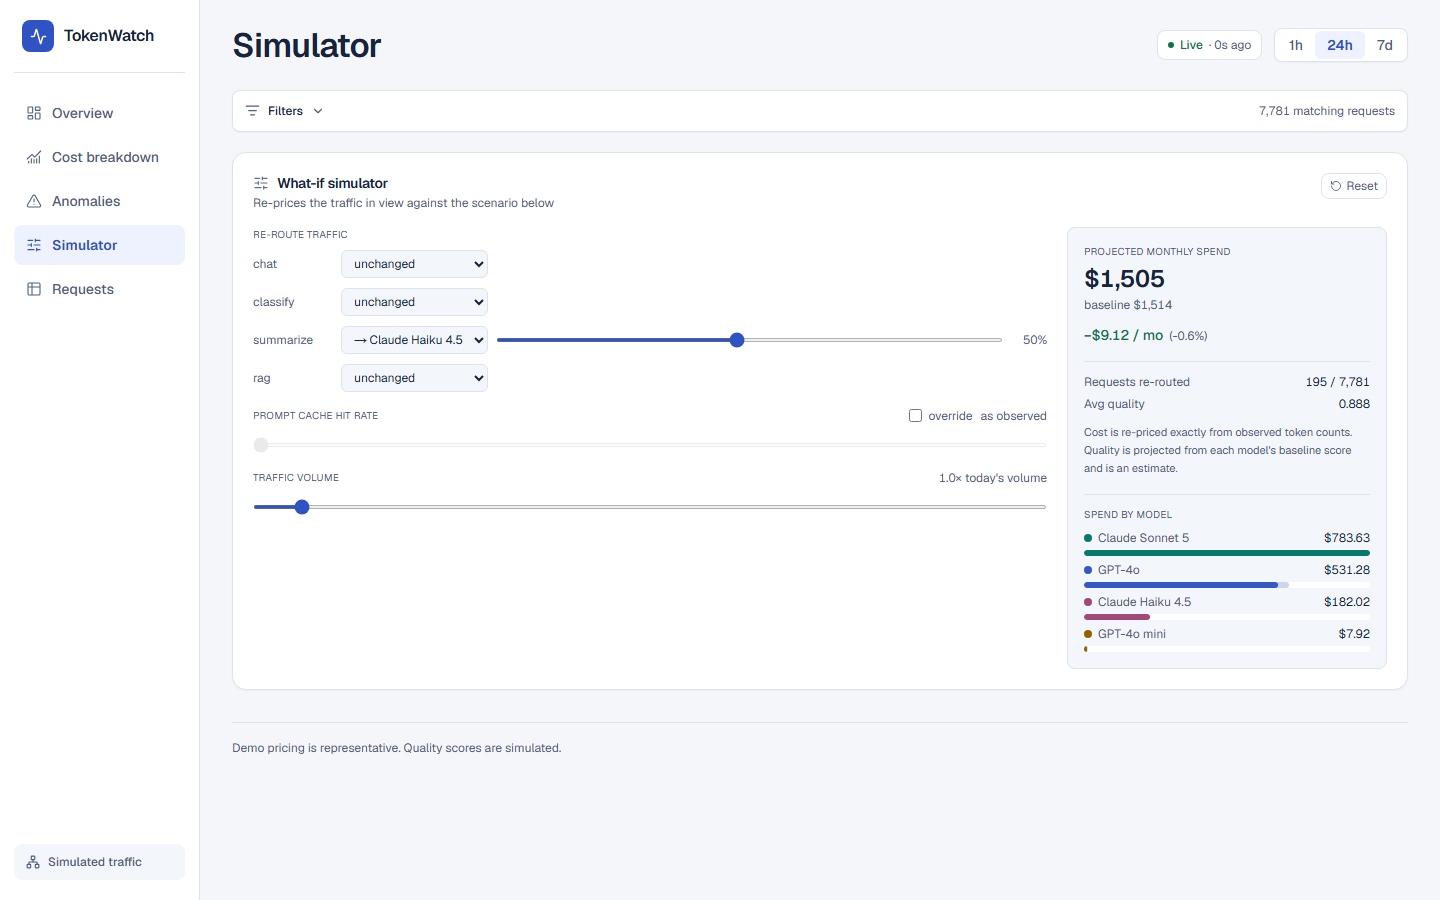 TokenWatch
Overview
Cost breakdown
Anomalies
Simulator
Requests
Simulated traffic
Simulator
Live · 0s ago
1h 24h 7d
Filters
7,781 matching requests
What-if simulator
Re-prices the traffic in view against the scenario below
Reset
RE-ROUTE TRAFFIC
chat unchanged
classify unchanged
summarize → Claude Haiku 4.5 50%
rag unchanged
PROMPT CACHE HIT RATE override as observed
TRAFFIC VOLUME 1.0× today's volume
PROJECTED MONTHLY SPEND
$1,505
baseline $1,514
−$9.12 / mo (-0.6%)
Requests re-routed 195 / 7,781
Avg quality 0.888
Cost is re-priced exactly from observed token counts.
Quality is projected from each model's baseline score
and is an estimate.
SPEND BY MODEL
Claude Sonnet 5 $783.63
GPT-4o $531.28
Claude Haiku 4.5 $182.02
GPT-4o mini $7.92
Demo pricing is representative. Quality scores are simulated.